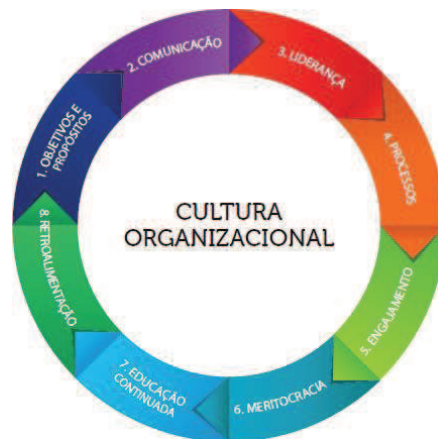 CULTURA
ORGANIZACIONAL
1. OBJETIVOS E
PROPÓSITOS
2. COMUNICAÇÃO
3. LIDERANÇA
4. PROCESSOS
5. ENGAJAMENTO
6. MERITOCRACIA
7. EDUCAÇÃO
CONTINUADA
8. RETROALIMENTAÇÃO